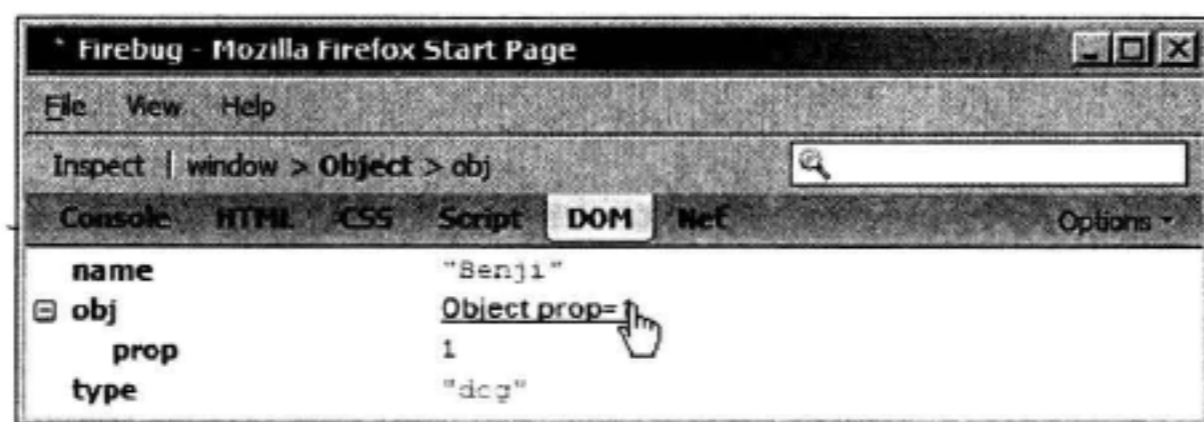 * Firebug - Mozilla Firefox Start Page
File View Help
Inspect | window > Object > obj
Console HTML CSS Script DOM Net Options
name "Benji"
obj Object prop=1
prop 1
type "dog"